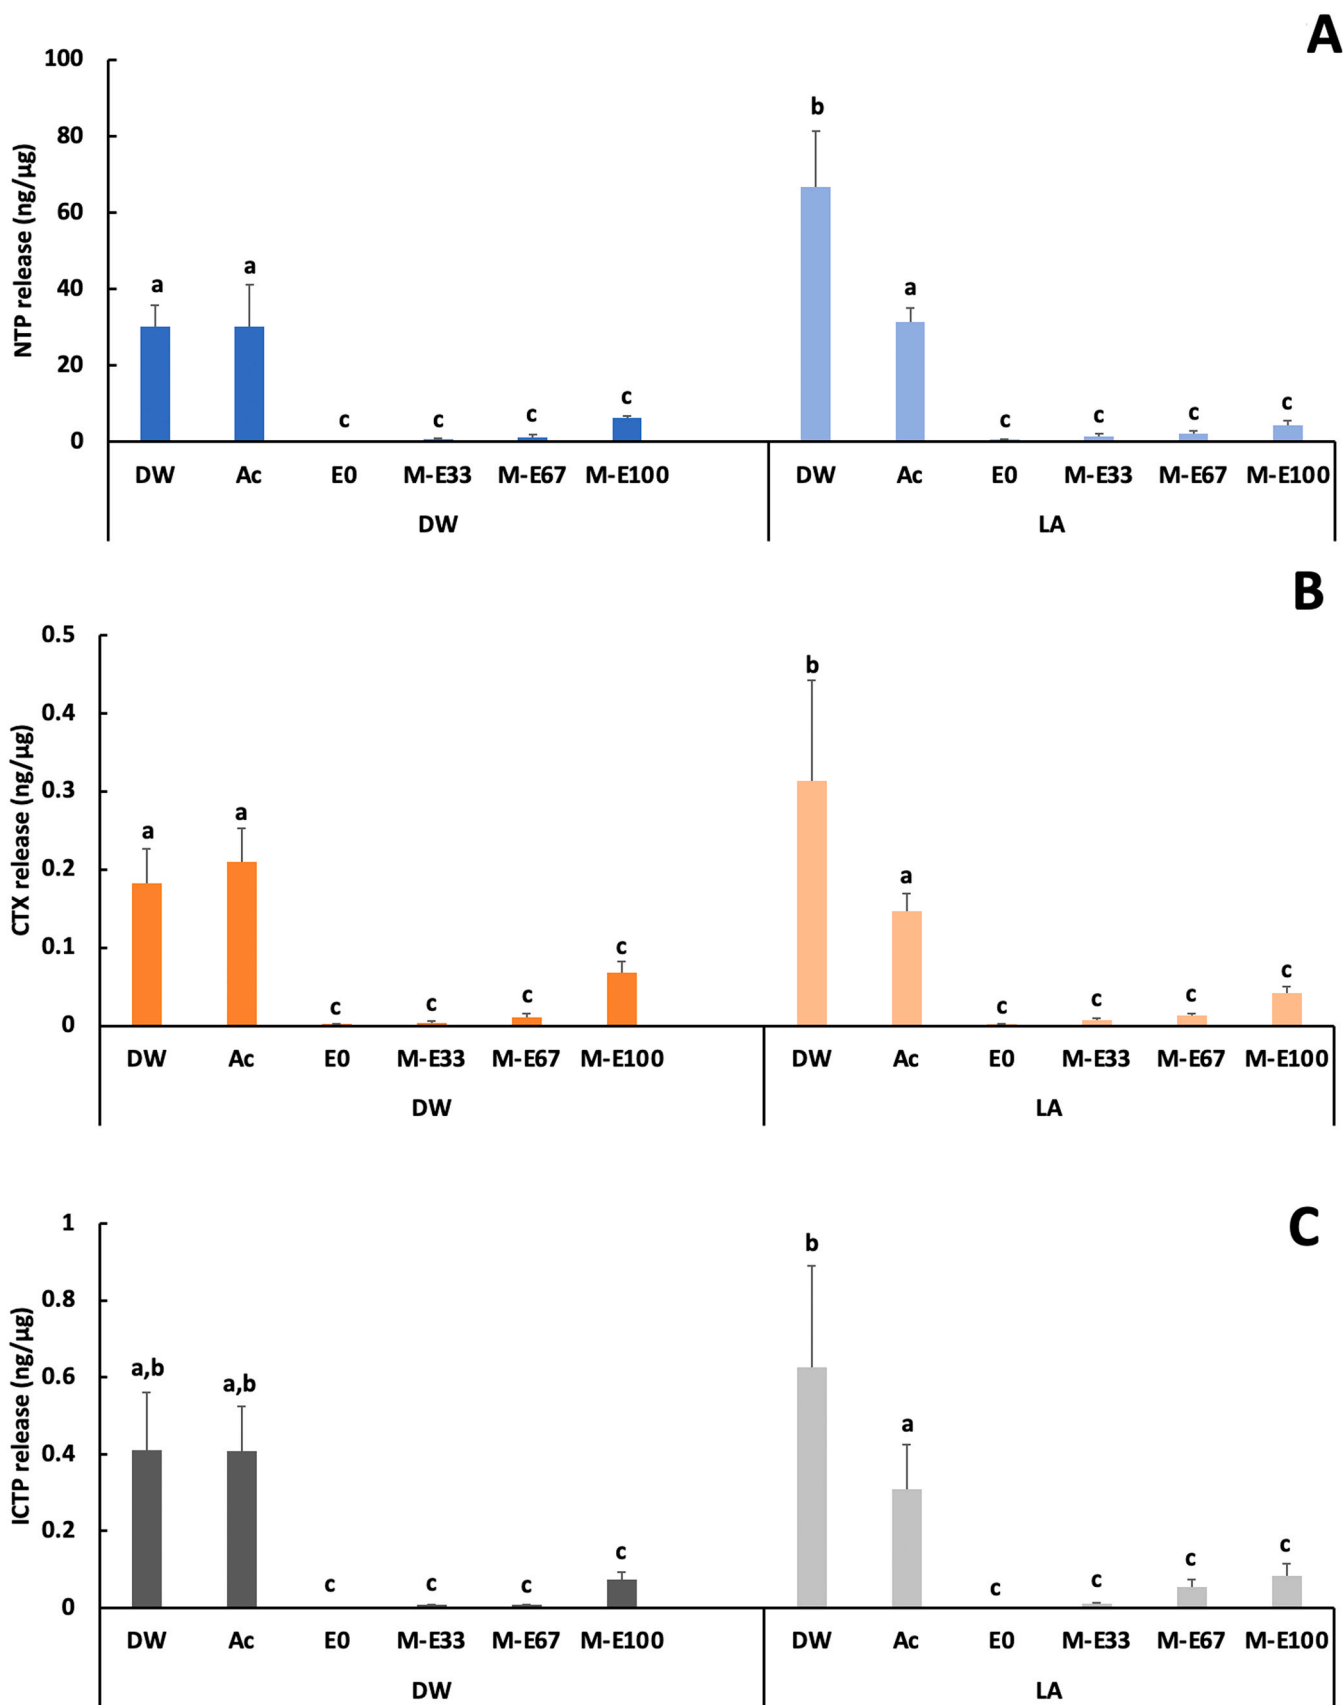 A
NTP release (ng/µg)
100
80
60
40
20
0
a
a
c
c
c
c
b
a
c
c
c
c
DW Ac E0 M-E33 M-E67 M-E100 DW Ac E0 M-E33 M-E67 M-E100
DW LA
B
CTX release (ng/µg)
0.5
0.4
0.3
0.2
0.1
0
a
a
c
c
c
c
b
a
c
c
c
c
DW Ac E0 M-E33 M-E67 M-E100 DW Ac E0 M-E33 M-E67 M-E100
DW LA
C
ICTP release (ng/µg)
1
0.8
0.6
0.4
0.2
0
a,b
a,b
c
c
c
c
b
a
c
c
c
c
DW Ac E0 M-E33 M-E67 M-E100 DW Ac E0 M-E33 M-E67 M-E100
DW LA